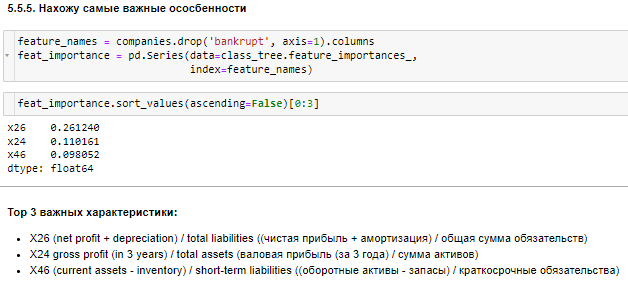 5.5.5. Нахожу самые важные ососбенности
feature_names = companies.drop('bankrupt', axis=1).columns
feat_importance = pd.Series(data=class_tree.feature_importances_,
index=feature_names)
feat_importance.sort_values(ascending=False)[0:3]
X26 0.261240
X24 0.110161
X46 0.098052
dtype: float64
Top 3 важных характеристики:
• X26 (net profit + depreciation) / total liabilities ((чистая прибыль + амортизация) / общая сумма обязательств)
• X24 gross profit (in 3 years) / total assets (валовая прибыль (за 3 года) / сумма активов)
• X46 (current assets - inventory) / short-term liabilities ((оборотные активы - запасы) / краткосрочные обязательства)